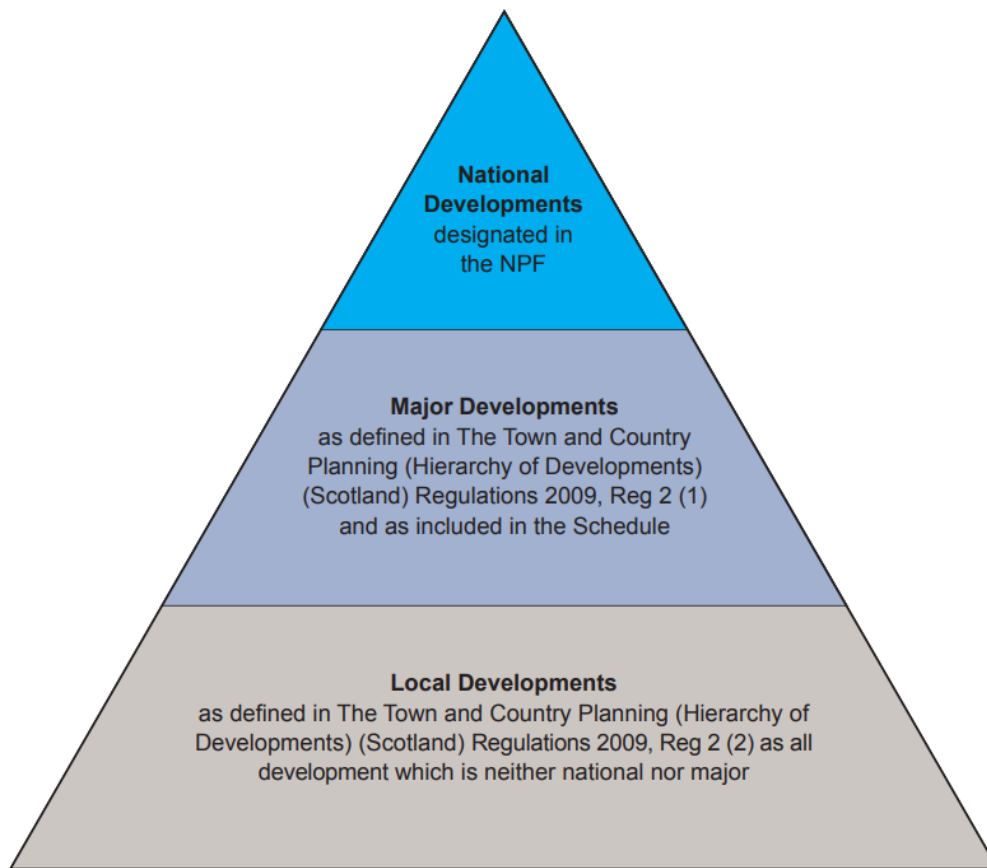 National
Developments
designated in
the NPF
Major Developments
as defined in The Town and Country
Planning (Hierarchy of Developments)
(Scotland) Regulations 2009, Reg 2 (1)
and as included in the Schedule
Local Developments
as defined in The Town and Country Planning (Hierarchy of
Developments) (Scotland) Regulations 2009, Reg 2 (2) as all
development which is neither national nor major